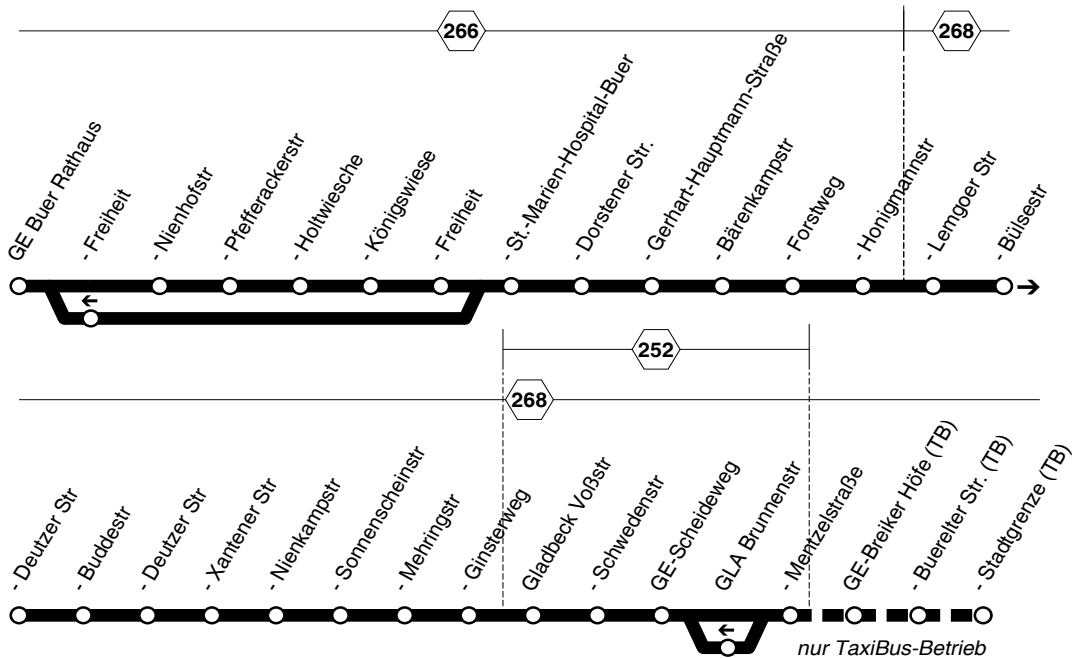 266
268
GE Buer Rathaus
- Freiheit
- Nienhofstr
- Pfefferackerstr
- Holtwiesche
- Königswiese
- Freiheit
- St.-Marien-Hospital-Buer
- Dorstener Str.
- Gerhart-Hauptmann-Straße
- Bärenkampstr
- Forstweg
- Honigmannstr
- Lemgoer Str
- Bülsestr
252
268
- Deutzer Str
- Buddestr
- Deutzer Str
- Xantener Str
- Nienkampstr
- Sonnenscheinstr
- Mehringstr
- Ginsterweg
Gladbeck Voßstr
- Schwedenstr
GE-Scheideweg
GLA Brunnenstr
- Mentzelstraße
GE-Breiker Höfe (TB)
- Buerelter Str. (TB)
- Stadtgrenze (TB)
nur TaxiBus-Betrieb